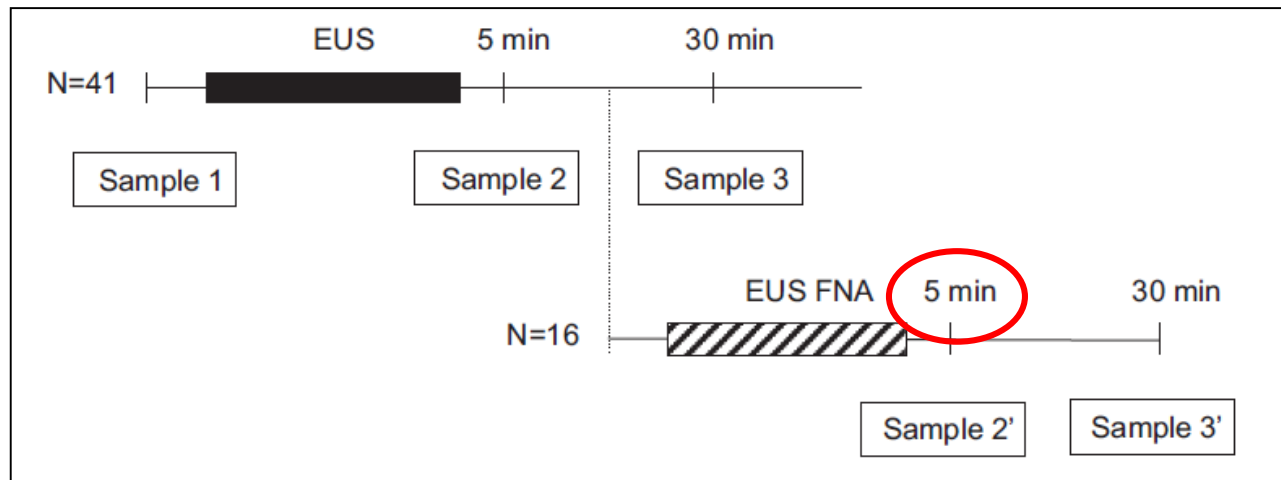 EUS 5 min 30 min
N=41
Sample 1 Sample 2 Sample 3
EUS FNA 5 min 30 min
N=16
Sample 2’ Sample 3’